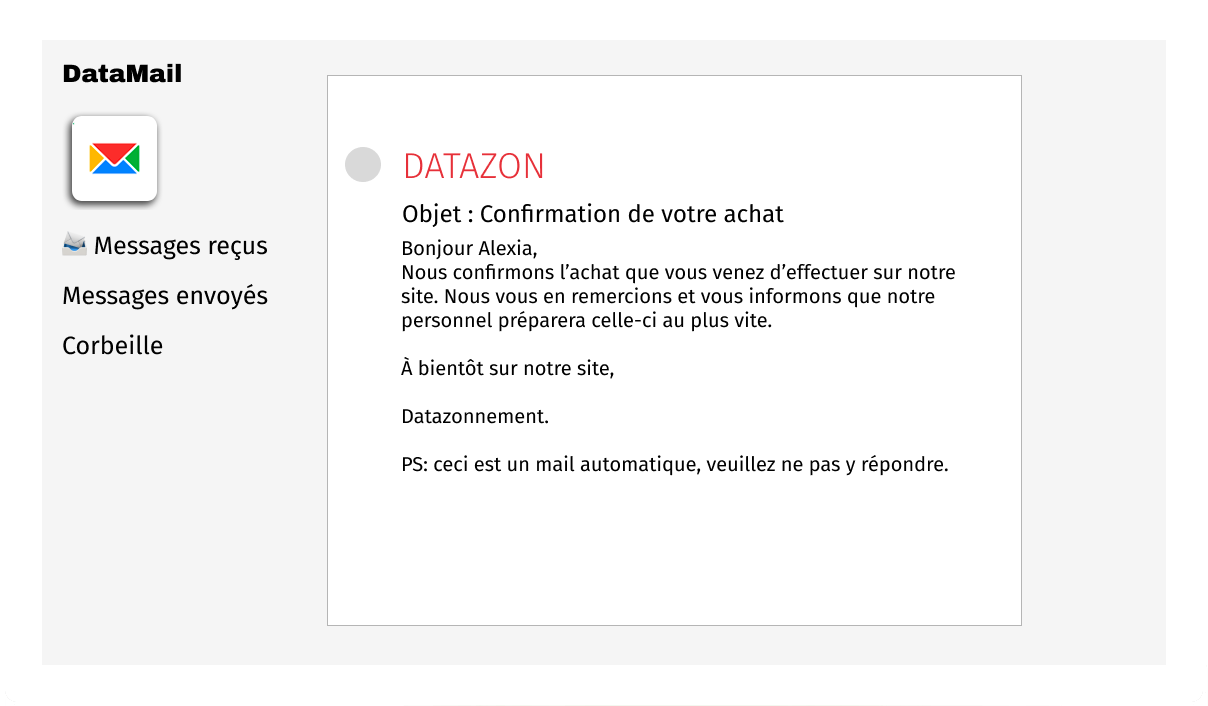 DataMail
Messages reçus
Messages envoyés
Corbeille
DATAZON
Objet : Confirmation de votre achat
Bonjour Alexia,
Nous confirmons l’achat que vous venez d’effectuer sur notre
site. Nous vous en remercions et vous informons que notre
personnel préparera celle-ci au plus vite.
À bientôt sur notre site,
Datazonnement.
PS: ceci est un mail automatique, veuillez ne pas y répondre.